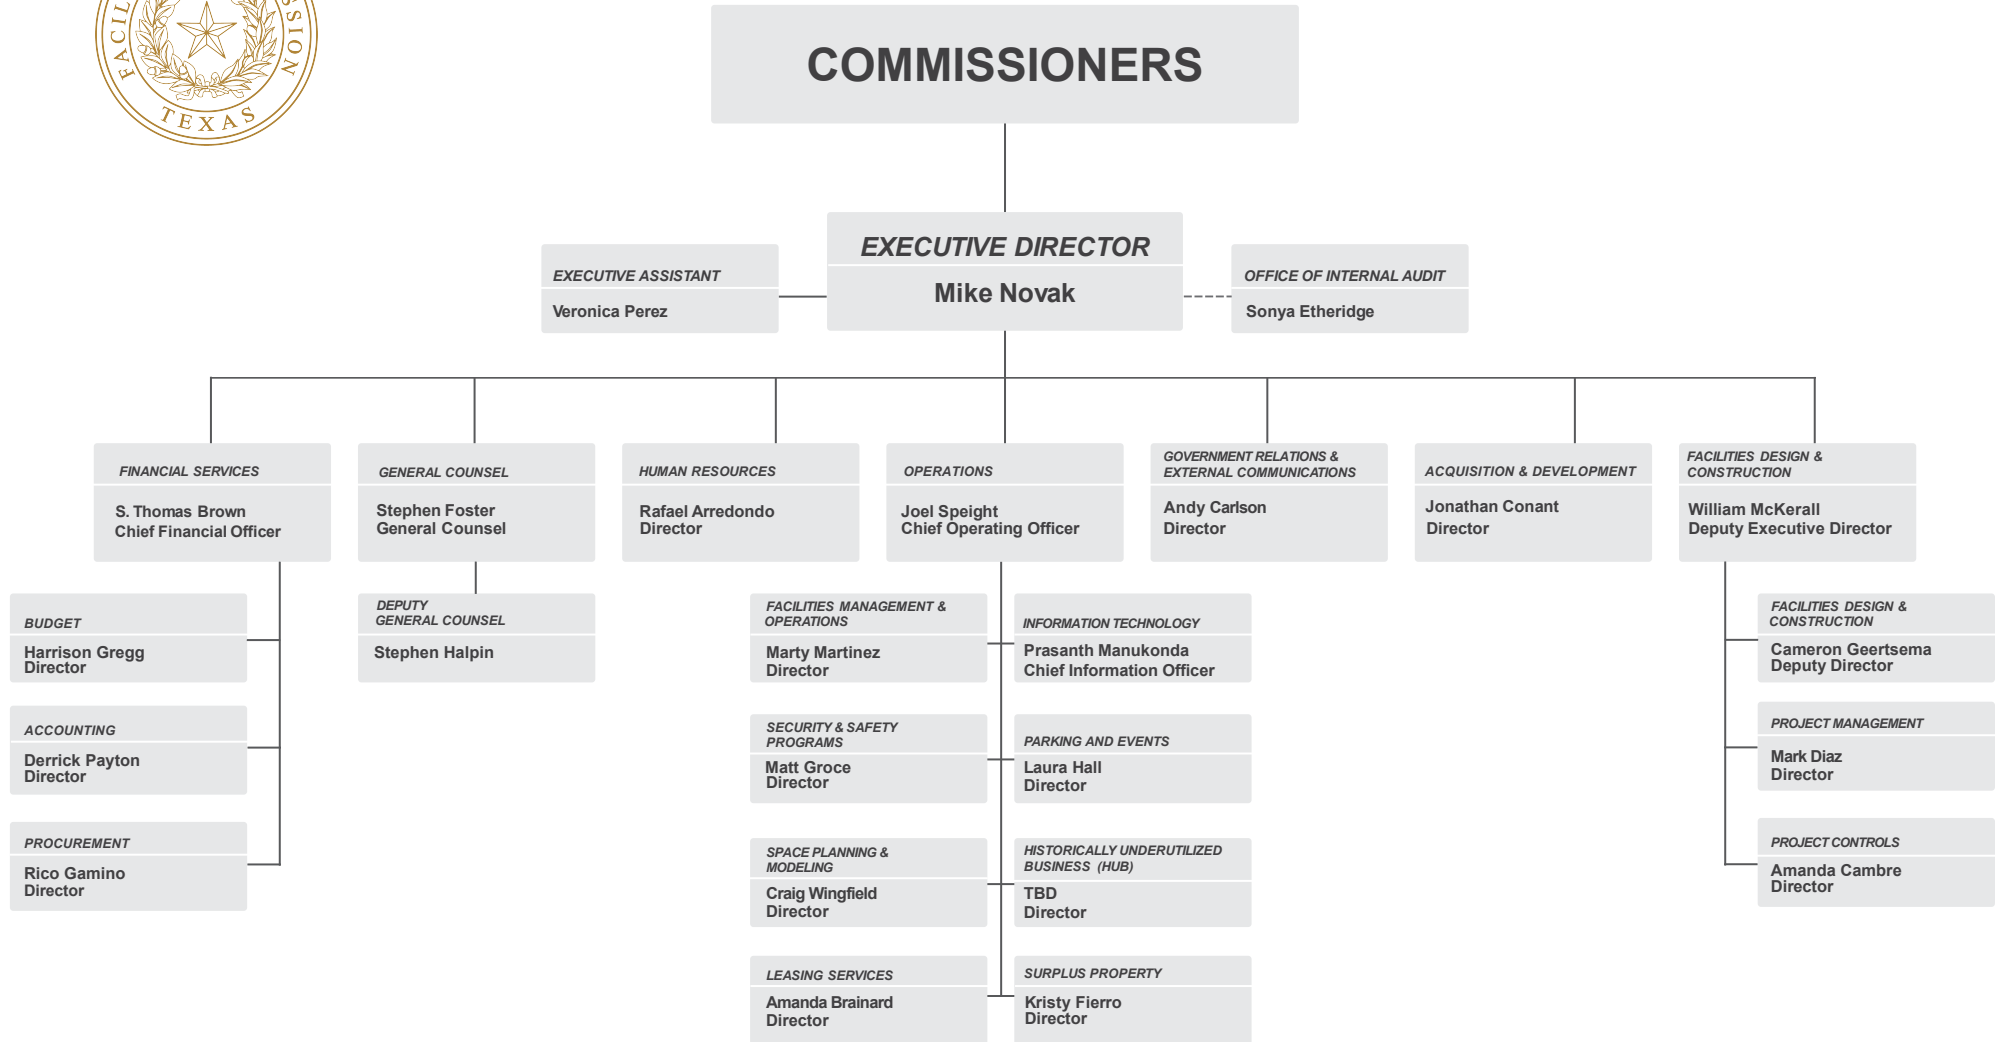 TEXAS
COMMISSIONERS
EXECUTIVE DIRECTOR
Mike Novak
EXECUTIVE ASSISTANT
Veronica Perez
OFFICE OF INTERNAL AUDIT
Sonya Etheridge
FINANCIAL SERVICES
S. Thomas Brown
Chief Financial Officer
GENERAL COUNSEL
Stephen Foster
General Counsel
HUMAN RESOURCES
Rafael Arredondo
Director
OPERATIONS
Joel Speight
Chief Operating Officer
GOVERNMENT RELATIONS &
EXTERNAL COMMUNICATIONS
Andy Carlson
Director
ACQUISITION & DEVELOPMENT
Jonathan Conant
Director
FACILITIES DESIGN &
CONSTRUCTION
William McKerall
Deputy Executive Director
BUDGET
Harrison Gregg
Director
ACCOUNTING
Derrick Payton
Director
PROCUREMENT
Rico Gamino
Director
DEPUTY
GENERAL COUNSEL
Stephen Halpin
FACILITIES MANAGEMENT &
OPERATIONS
Marty Martinez
Director
INFORMATION TECHNOLOGY
Prasanth Manukonda
Chief Information Officer
SECURITY & SAFETY
PROGRAMS
Matt Groce
Director
PARKING AND EVENTS
Laura Hall
Director
SPACE PLANNING &
MODELING
Craig Wingfield
Director
HISTORICALLY UNDERUTILIZED
BUSINESS (HUB)
TBD
Director
LEASING SERVICES
Amanda Brainard
Director
SURPLUS PROPERTY
Kristy Fierro
Director
FACILITIES DESIGN &
CONSTRUCTION
Cameron Geertsema
Deputy Director
PROJECT MANAGEMENT
Mark Diaz
Director
PROJECT CONTROLS
Amanda Cambre
Director